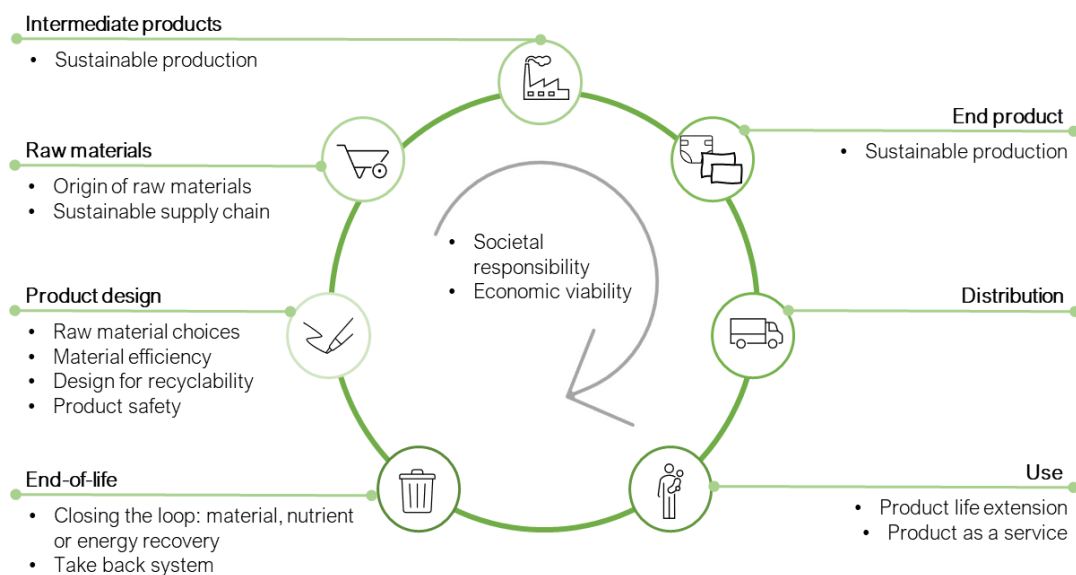 Intermediate products
• Sustainable production
Raw materials
• Origin of raw materials
• Sustainable supply chain
Product design
• Raw material choices
• Material efficiency
• Design for recyclability
• Product safety
End-of-life
• Closing the loop: material, nutrient
or energy recovery
• Take back system
• Societal
responsibility
• Economic viability
End product
• Sustainable production
Distribution
Use
• Product life extension
• Product as a service